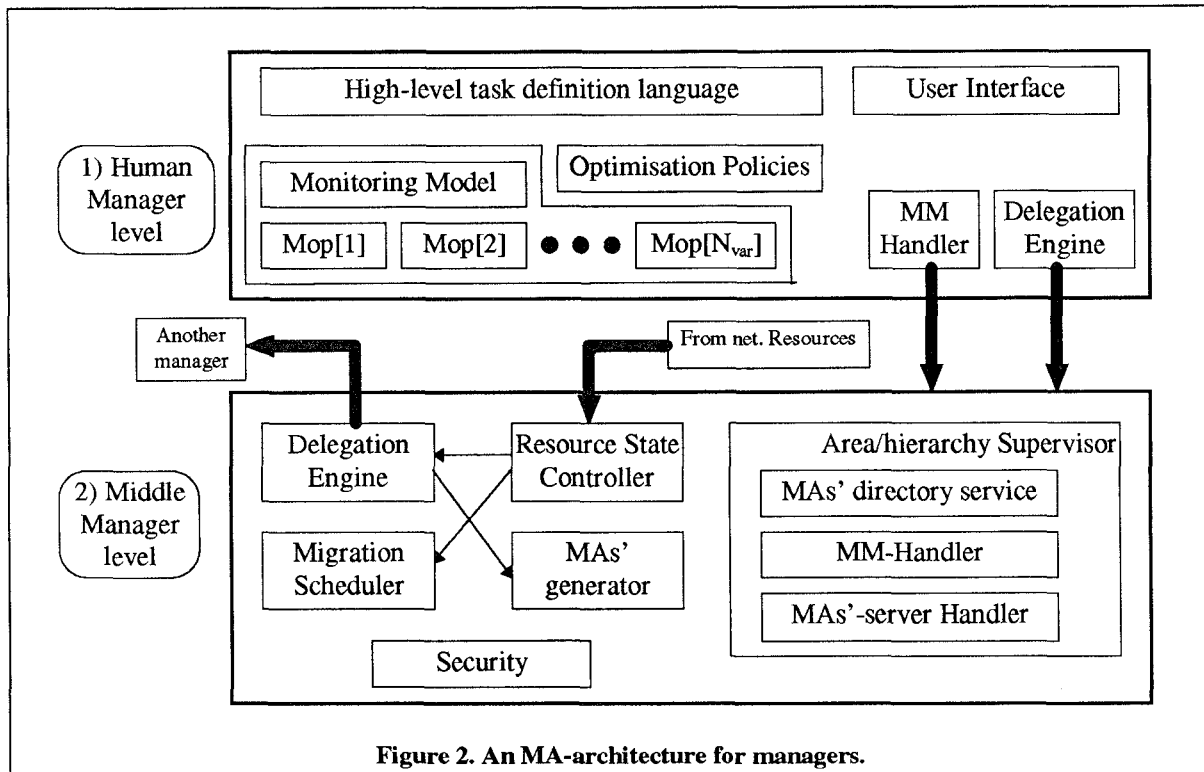 High-level task definition language
User Interface
1) Human
Manager
level
Monitoring Model
Optimisation Policies
Mop[1]
Mop[2]
Mop[Nvar]
MM
Handler
Delegation
Engine
Another
manager
From net. Resources
2) Middle
Manager
level
Delegation
Engine
Resource State
Controller
Migration
Scheduler
MAs'
generator
Security
Area/hierarchy Supervisor
MAs' directory service
MM-Handler
MAs'-server Handler
Figure 2. An MA-architecture for managers.